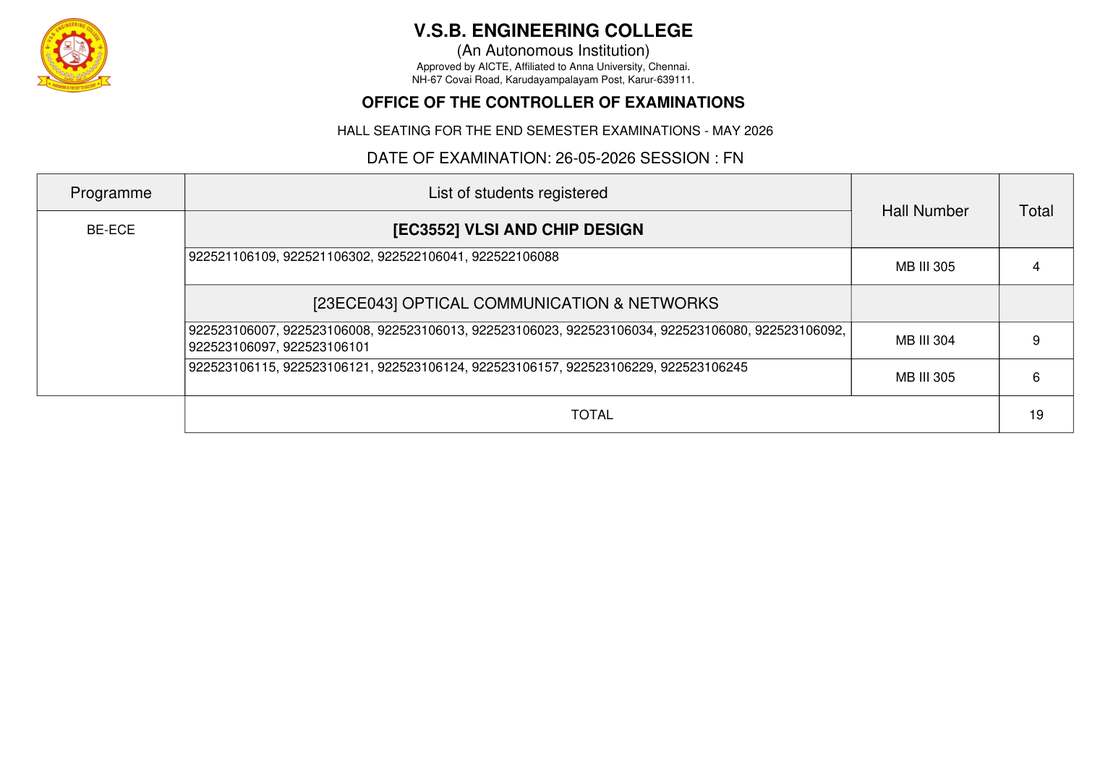 V.S.B. ENGINEERING COLLEGE
(An Autonomous Institution)
Approved by AICTE, Affiliated to Anna University, Chennai.
NH-67 Covai Road, Karudayampalayam Post, Karur-639111.
OFFICE OF THE CONTROLLER OF EXAMINATIONS
HALL SEATING FOR THE END SEMESTER EXAMINATIONS - MAY 2026
DATE OF EXAMINATION: 26-05-2026 SESSION : FN
Programme
List of students registered
Hall Number
Total
BE-ECE
[EC3552] VLSI AND CHIP DESIGN
922521106109, 922521106302, 922522106041, 922522106088
MB III 305
4
[23ECE043] OPTICAL COMMUNICATION & NETWORKS
922523106007, 922523106008, 922523106013, 922523106023, 922523106034, 922523106080, 922523106092,
922523106097, 922523106101
MB III 304
9
922523106115, 922523106121, 922523106124, 922523106157, 922523106229, 922523106245
MB III 305
6
TOTAL
19